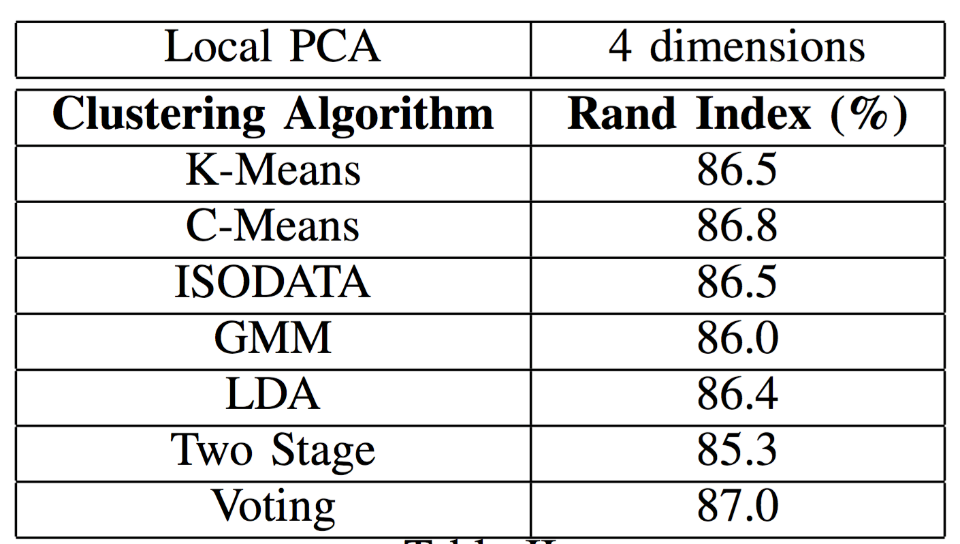 Local PCA 4 dimensions
Clustering Algorithm Rand Index (%)
K-Means 86.5
C-Means 86.8
ISODATA 86.5
GMM 86.0
LDA 86.4
Two Stage 85.3
Voting 87.0